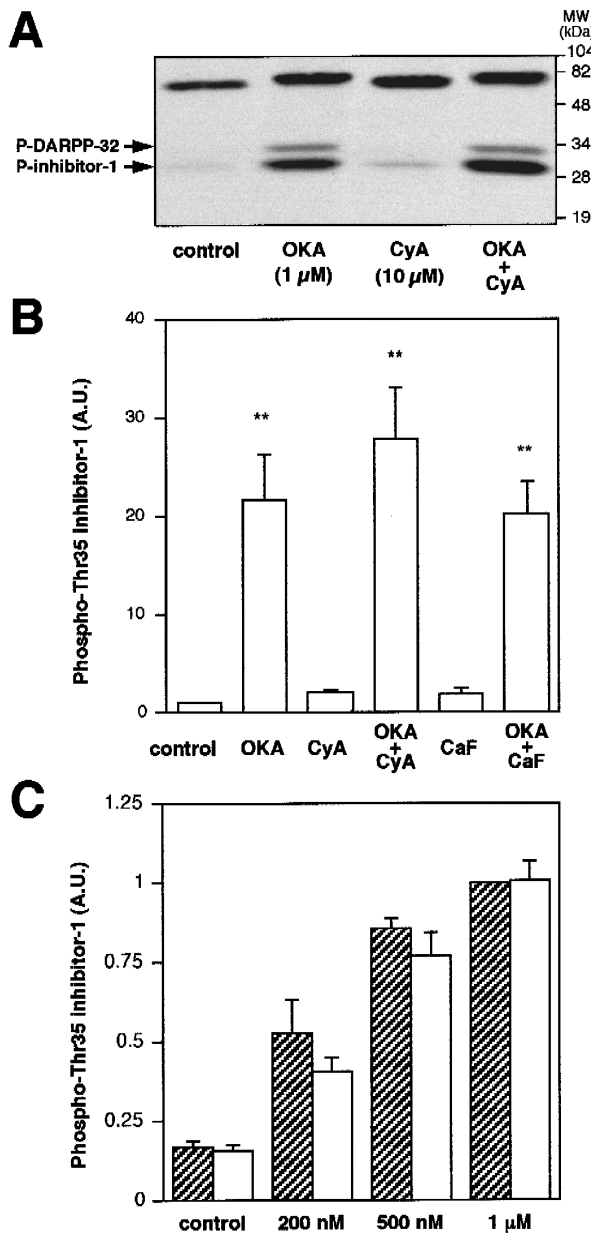 A
MW
(kDa)
104
82
48
34
28
19
P-DARPP-32
P-inhibitor-1
control
OKA
(1 µM)
CyA
(10 µM)
OKA
+
CyA
B
Phospho-Thr35 Inhibitor-1 (A.U.)
40
30
20
10
0
**
**
**
control
OKA
CyA
OKA
+
CyA
CaF
OKA
+
CaF
C
Phospho-Thr35 inhibitor-1 (A.U.)
1.25
1
0.75
0.5
0.25
0
control
200 nM
500 nM
1 µM